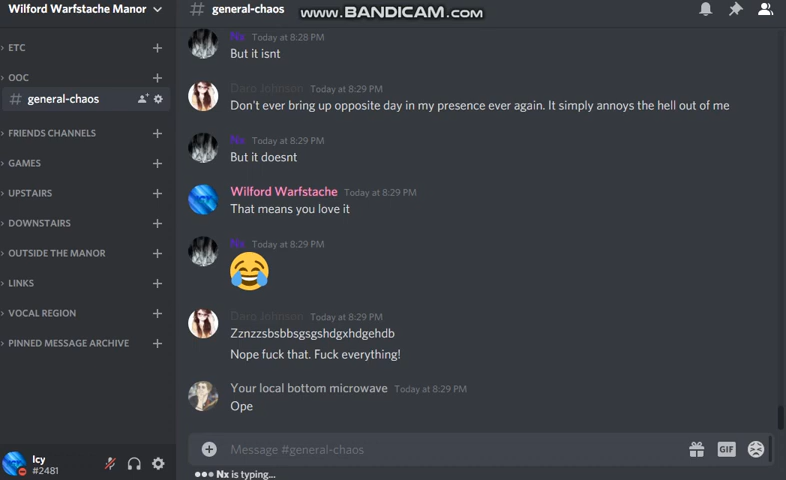 Wilford Warfstache Manor
# general-chaos
www.BANDICAM.com
ETC
OOC
# general-chaos
FRIENDS CHANNELS
GAMES
UPSTAIRS
DOWNSTAIRS
OUTSIDE THE MANOR
LINKS
VOCAL REGION
PINNED MESSAGE ARCHIVE
Icy
#2481
Nx Today at 8:28 PM
But it isnt
Daro Johnson Today at 8:29 PM
Don't ever bring up opposite day in my presence ever again. It simply annoys the hell out of me
Nx Today at 8:29 PM
But it doesnt
Wilford Warfstache Today at 8:29 PM
That means you love it
Nx Today at 8:29 PM
Daro Johnson Today at 8:29 PM
Zznzzsbsbbsgsgshdgxhdgehdb
Nope fuck that. Fuck everything!
Your local bottom microwave Today at 8:29 PM
Ope
Message #general-chaos
GIF
Nx is typing...